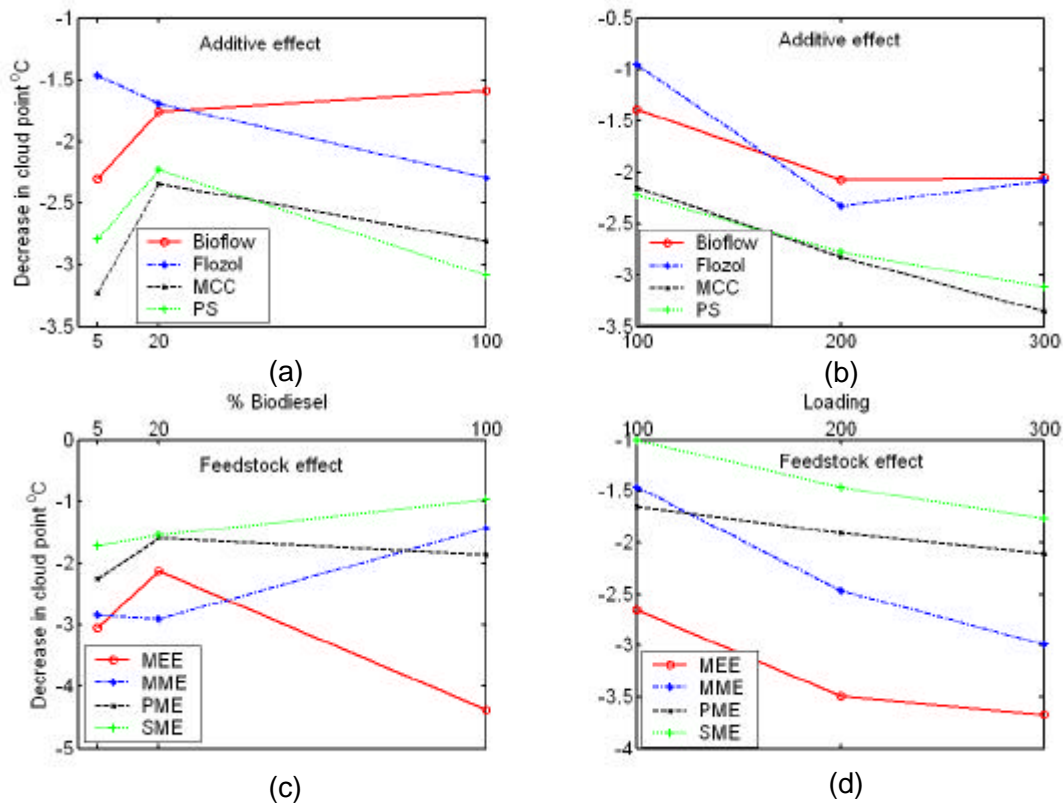 Additive effect
Decrease in cloud point °C
-1
-1.5
-2
-2.5
-3
-3.5
5
20
100
Bioflow
Flozol
MCC
PS
(a)
Additive effect
-0.5
-1
-1.5
-2
-2.5
-3
-3.5
100
200
300
Bioflow
Flozol
MCC
PS
(b)
% Biodiesel
5
20
100
Feedstock effect
Decrease in cloud point °C
0
-1
-2
-3
-4
-5
MEE
MME
PME
SME
(c)
Loading
100
200
300
Feedstock effect
-1
-1.5
-2
-2.5
-3
-3.5
-4
MEE
MME
PME
SME
(d)